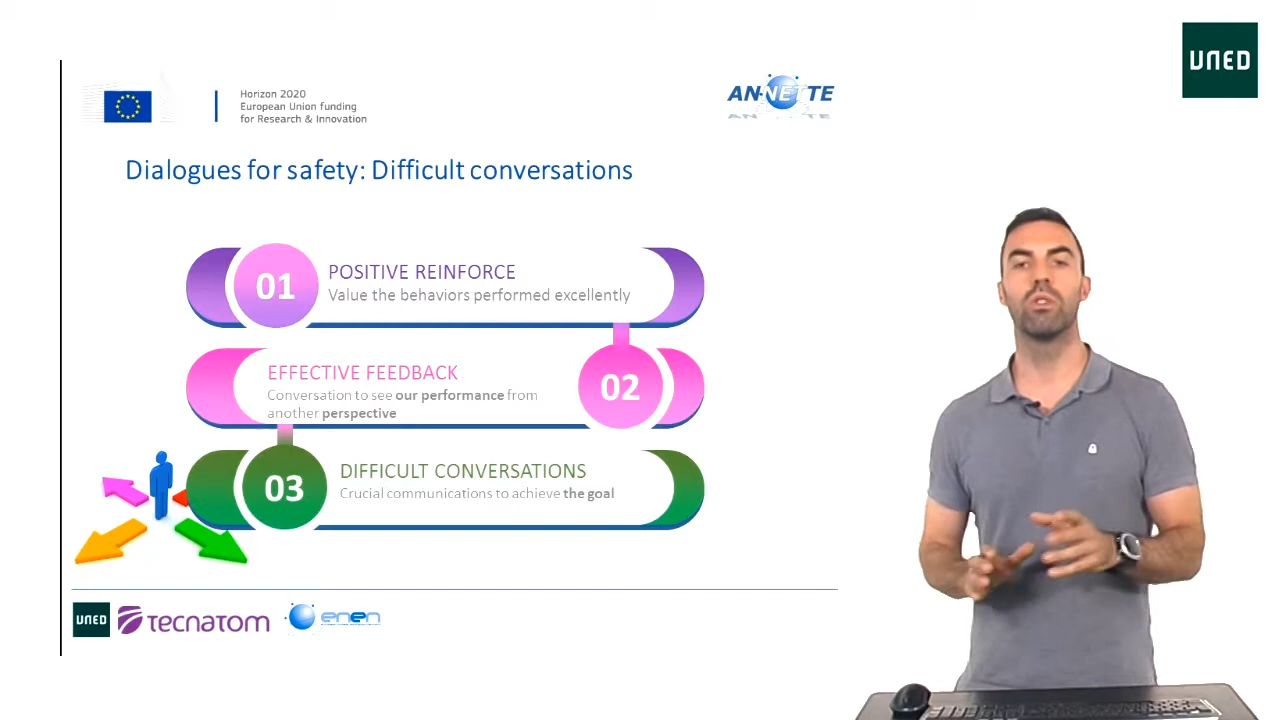 UNED
Horizon 2020
European Union funding
for Research & Innovation
AN-NETTE
Dialogues for safety: Difficult conversations
01
POSITIVE REINFORCE
Value the behaviors performed excellently
EFFECTIVE FEEDBACK
Conversation to see our performance from
another perspective
02
03
DIFFICULT CONVERSATIONS
Crucial communications to achieve the goal
UNED
tecnatom
enen